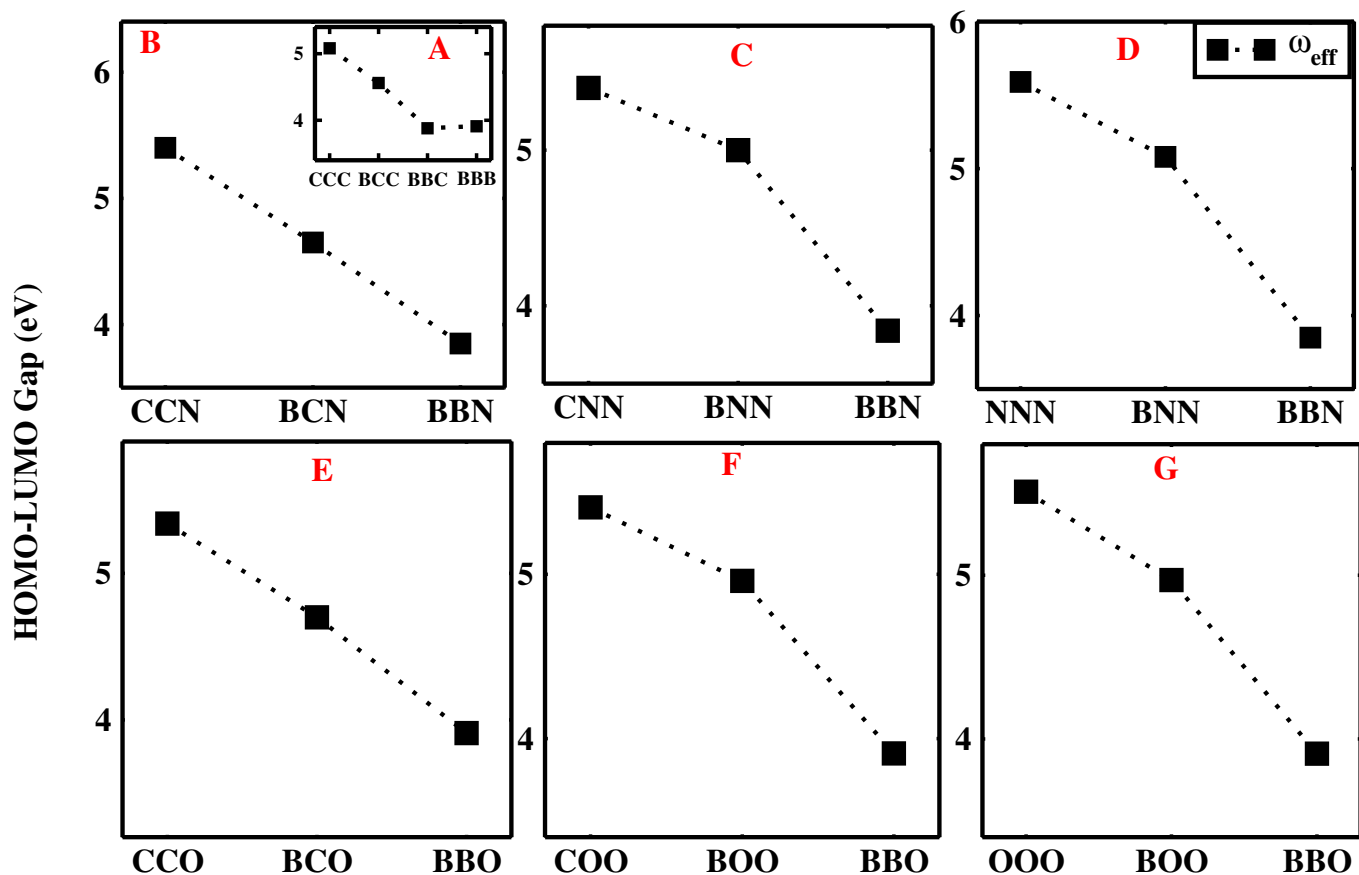 HOMO-LUMO Gap (eV)
B
6
5
4
CCN BCN BBN
A
5
4
CCC BCC BBC BBB
C
5
4
CNN BNN BBN
D
ω_eff
6
5
4
NNN BNN BBN
E
5
4
CCO BCO BBO
F
5
4
COO BOO BBO
G
5
4
OOO BOO BBO